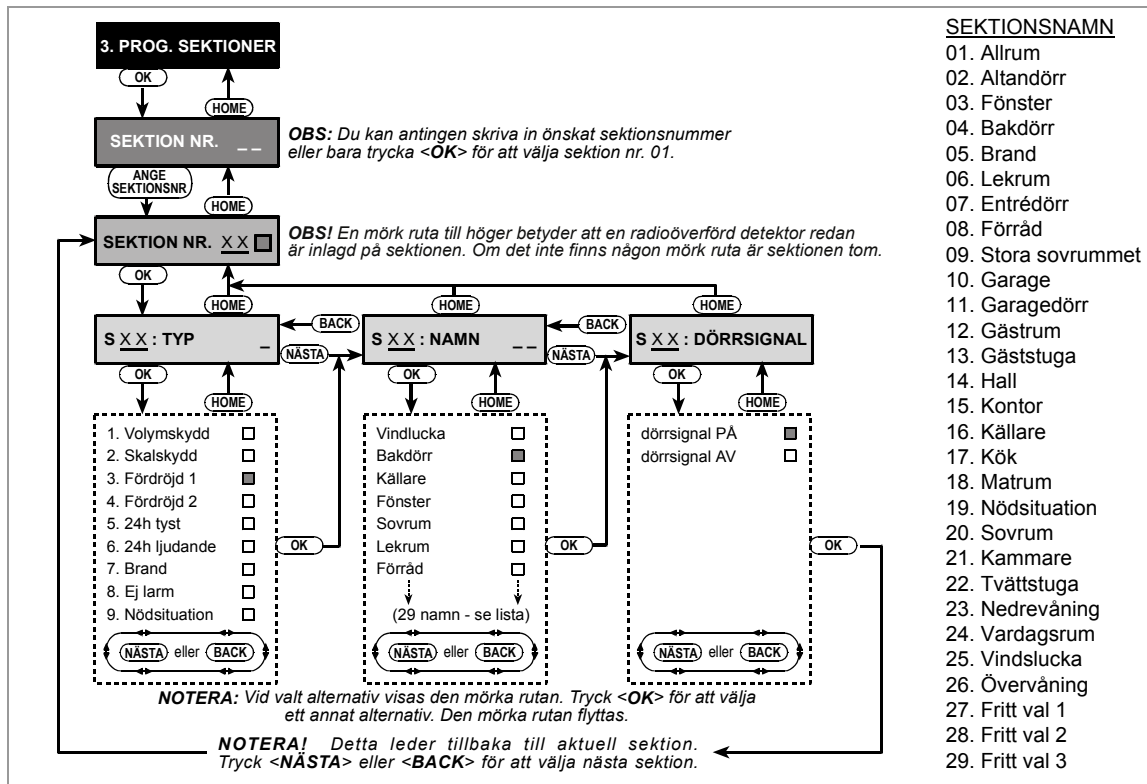 3. PROG. SEKTIONER
OK
HOME
SEKTION NR. _ _
OBS: Du kan antingen skriva in önskat sektionsnummer
eller bara trycka <OK> för att välja sektion nr. 01.
ANGE
SEKTIONSNR
HOME
SEKTION NR. X X
OBS! En mörk ruta till höger betyder att en radioöverförd detektor redan
är inlagd på sektionen. Om det inte finns någon mörk ruta är sektionen tom.
OK
HOME
HOME
HOME
S X X : TYP _
BACK
NÄSTA
S X X : NAMN _ _
BACK
NÄSTA
S X X : DÖRRSIGNAL
OK
HOME
OK
HOME
OK
HOME
1. Volymskydd
2. Skalskydd
3. Fördröjd 1
4. Fördröjd 2
5. 24h tyst
6. 24h ljudande
7. Brand
8. Ej larm
9. Nödsituation
NÄSTA eller BACK
OK
Vindlucka
Bakdörr
Källare
Fönster
Sovrum
Lekrum
Förråd
(29 namn - se lista)
NÄSTA eller BACK
OK
dörrsignal PÅ
dörrsignal AV
NÄSTA eller BACK
OK
NOTERA: Vid valt alternativ visas den mörka rutan. Tryck <OK> för att välja
ett annat alternativ. Den mörka rutan flyttas.
NOTERA! Detta leder tillbaka till aktuell sektion.
Tryck <NÄSTA> eller <BACK> för att välja nästa sektion.
SEKTIONSNAMN
01. Allrum
02. Altandörr
03. Fönster
04. Bakdörr
05. Brand
06. Lekrum
07. Entrédörr
08. Förråd
09. Stora sovrummet
10. Garage
11. Garagedörr
12. Gästrum
13. Gäststuga
14. Hall
15. Kontor
16. Källare
17. Kök
18. Matrum
19. Nödsituation
20. Sovrum
21. Kammare
22. Tvättstuga
23. Nedrevåning
24. Vardagsrum
25. Vindslucka
26. Övervåning
27. Fritt val 1
28. Fritt val 2
29. Fritt val 3